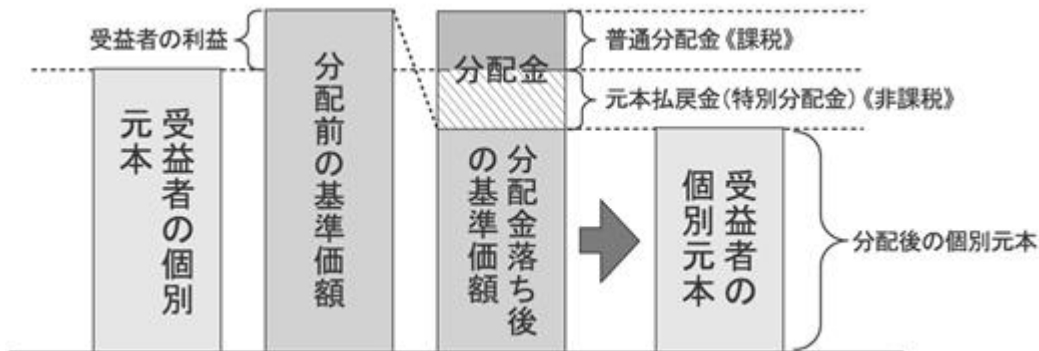 受益者の利益
受益者の個別
元本
分配前の基準価額
分配金
分配金落ち後
の基準価額
普通分配金《課税》
元本払戻金(特別分配金)《非課税》
受益者の
個別元本
分配後の個別元本